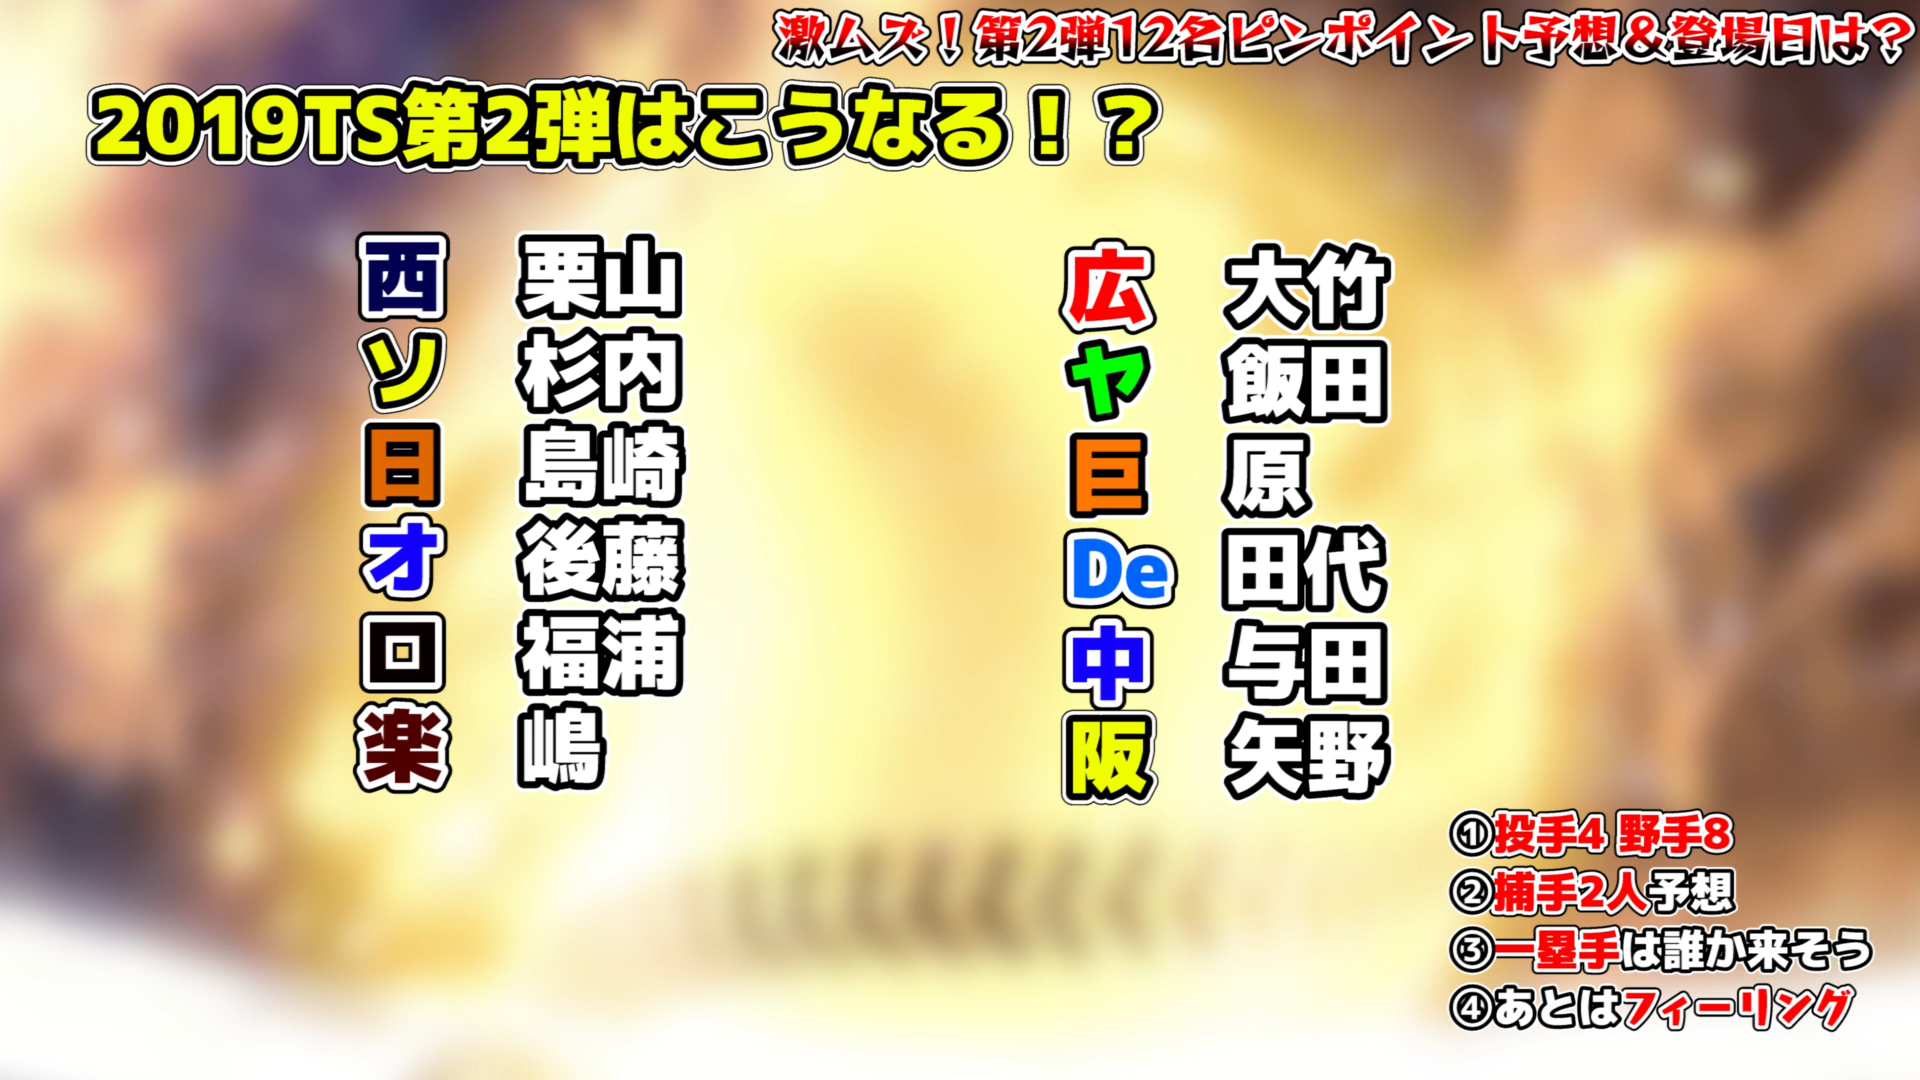 激ムズ！第2弾12名ピンポイント予想＆登場日は？
2019TS第2弾はこうなる！？
西 栗山
ソ 杉内
日 島崎
オ 後藤
ロ 福浦
楽 嶋
広 大竹
ヤ 飯田
巨 原
De 田代
中 与田
阪 矢野
①投手4 野手8
②捕手2人予想
③一塁手は誰か来そう
④あとはフィーリング